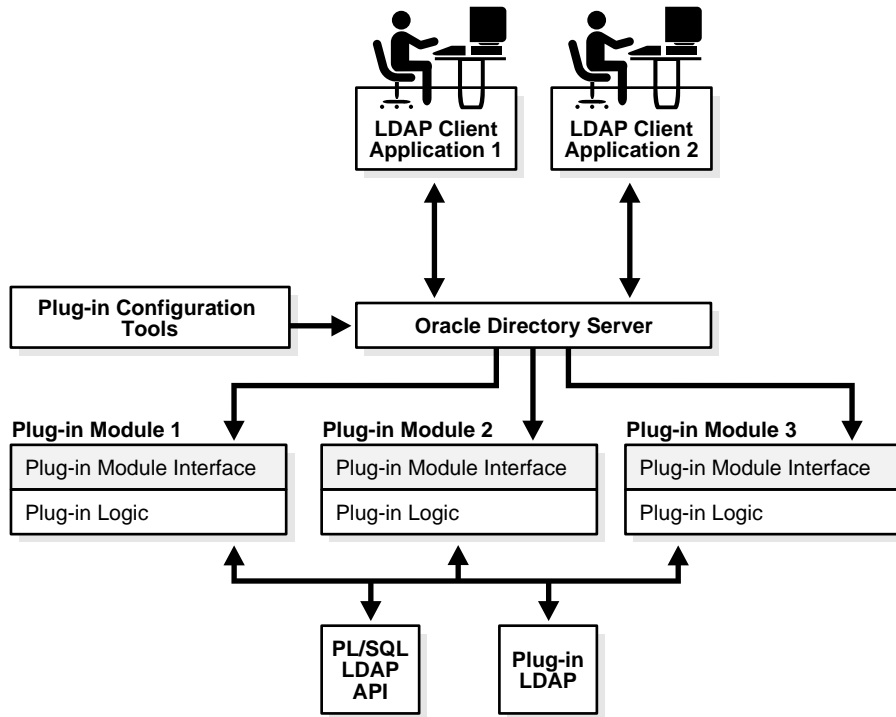 LDAP Client
Application 1
LDAP Client
Application 2
Plug-in Configuration
Tools
Oracle Directory Server
Plug-in Module 1
Plug-in Module Interface
Plug-in Logic
Plug-in Module 2
Plug-in Module Interface
Plug-in Logic
Plug-in Module 3
Plug-in Module Interface
Plug-in Logic
PL/SQL
LDAP
API
Plug-in
LDAP